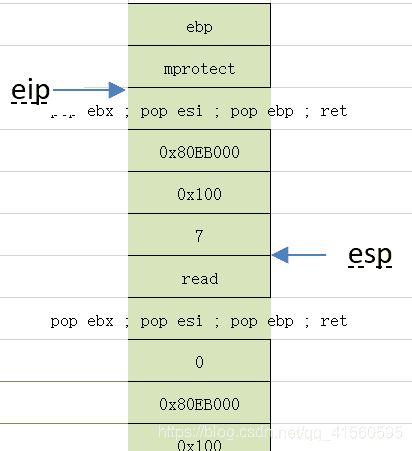 ebp
mprotect
eip
pop ebx ; pop esi ; pop ebp ; ret
0x80EB000
0x100
7
esp
read
pop ebx ; pop esi ; pop ebp ; ret
0
0x80EB000
https://blog.csdn.net/qq_41560595
0x100